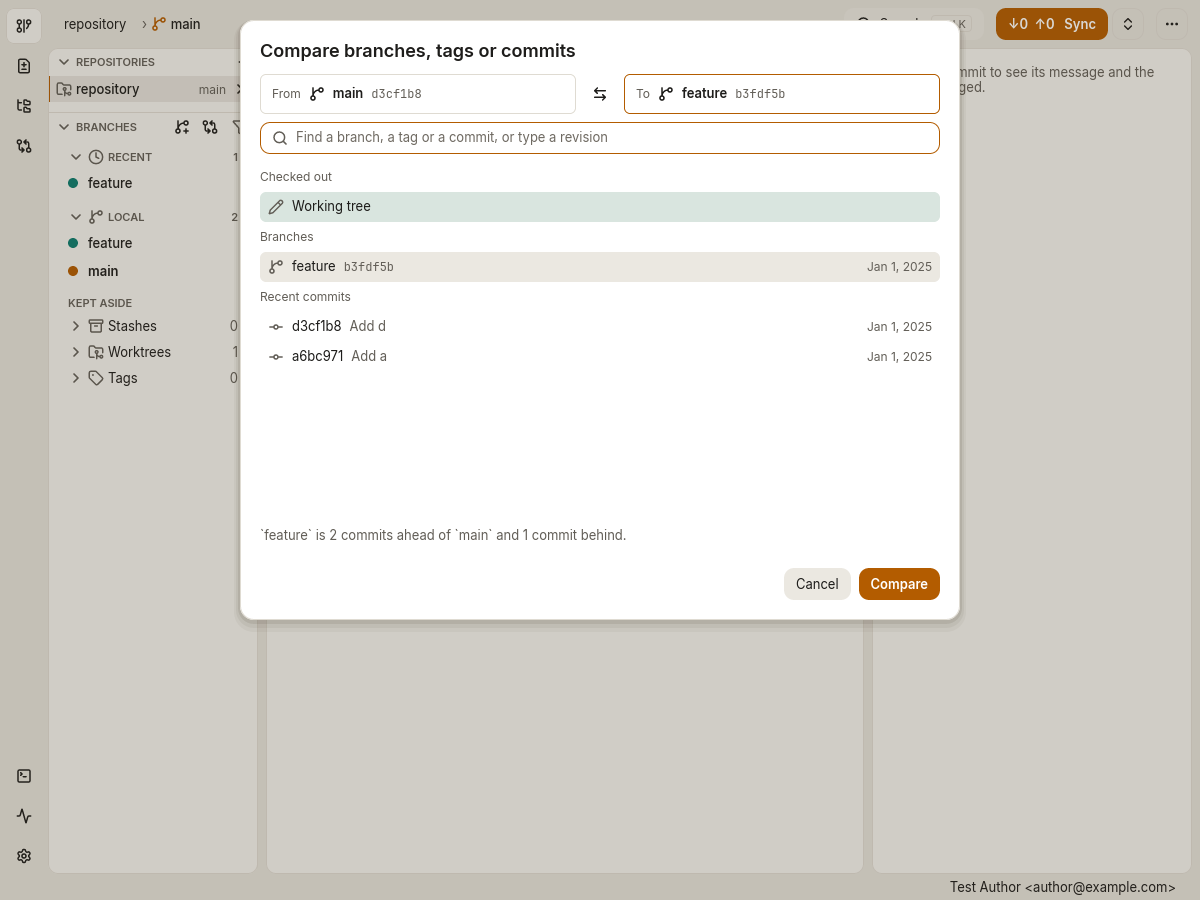 repository
main
Sync
REPOSITORIES
repository main
BRANCHES
RECENT 1
feature
LOCAL 2
feature
main
KEPT ASIDE
Stashes 0
Worktrees 1
Tags 0
Compare branches, tags or commits
From main d3cf1b8
To feature b3fdf5b
Find a branch, a tag or a commit, or type a revision
Checked out
Working tree
Branches
feature b3fdf5b Jan 1, 2025
Recent commits
d3cf1b8 Add d Jan 1, 2025
a6bc971 Add a Jan 1, 2025
`feature` is 2 commits ahead of `main` and 1 commit behind.
Cancel
Compare
to see its message and the
↓0 ↑0
Test Author <author@example.com>